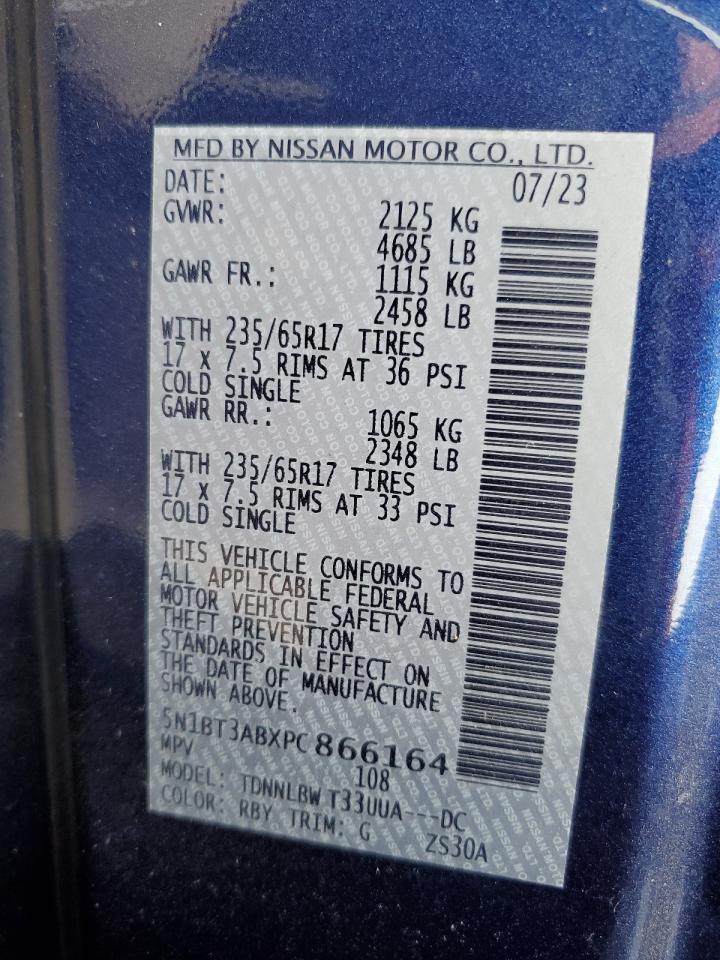 MFD BY NISSAN MOTOR CO., LTD.
DATE: 07/23
GVWR: 2125 KG
4685 LB
GAWR FR.: 1115 KG
2458 LB
WITH 235/65R17 TIRES
17 X 7.5 RIMS AT 36 PSI
COLD SINGLE
GAWR RR.: 1065 KG
2348 LB
WITH 235/65R17 TIRES
17 X 7.5 RIMS AT 33 PSI
COLD SINGLE
THIS VEHICLE CONFORMS TO
ALL APPLICABLE FEDERAL
MOTOR VEHICLE SAFETY AND
THEFT PREVENTION
STANDARDS IN EFFECT ON
THE DATE OF MANUFACTURE
SHOWN ABOVE.
5N1BT3ABXPC866164
MPV 108
MODEL: TDNNLBW T33UUA---DC
COLOR: RBY TRIM: G ZS30A